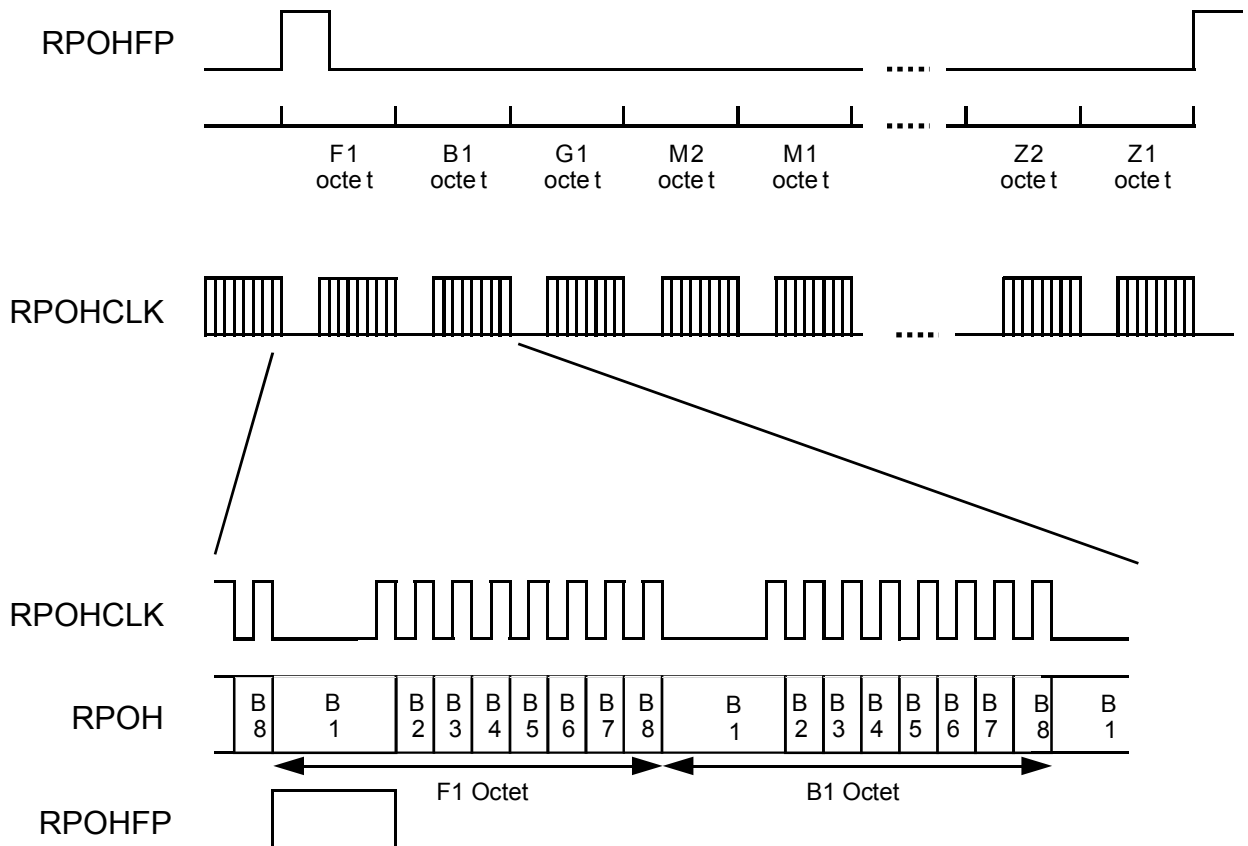 RPOHFP
F1 B1 G1 M2 M1 Z2 Z1
octet octet octet octet octet octet octet
RPOHCLK
RPOHCLK
RPOH
B B B B B B B B B B B B B B B B B B
8 1 2 3 4 5 6 7 8 1 2 3 4 5 6 7 8 1
F1 Octet B1 Octet
RPOHFP